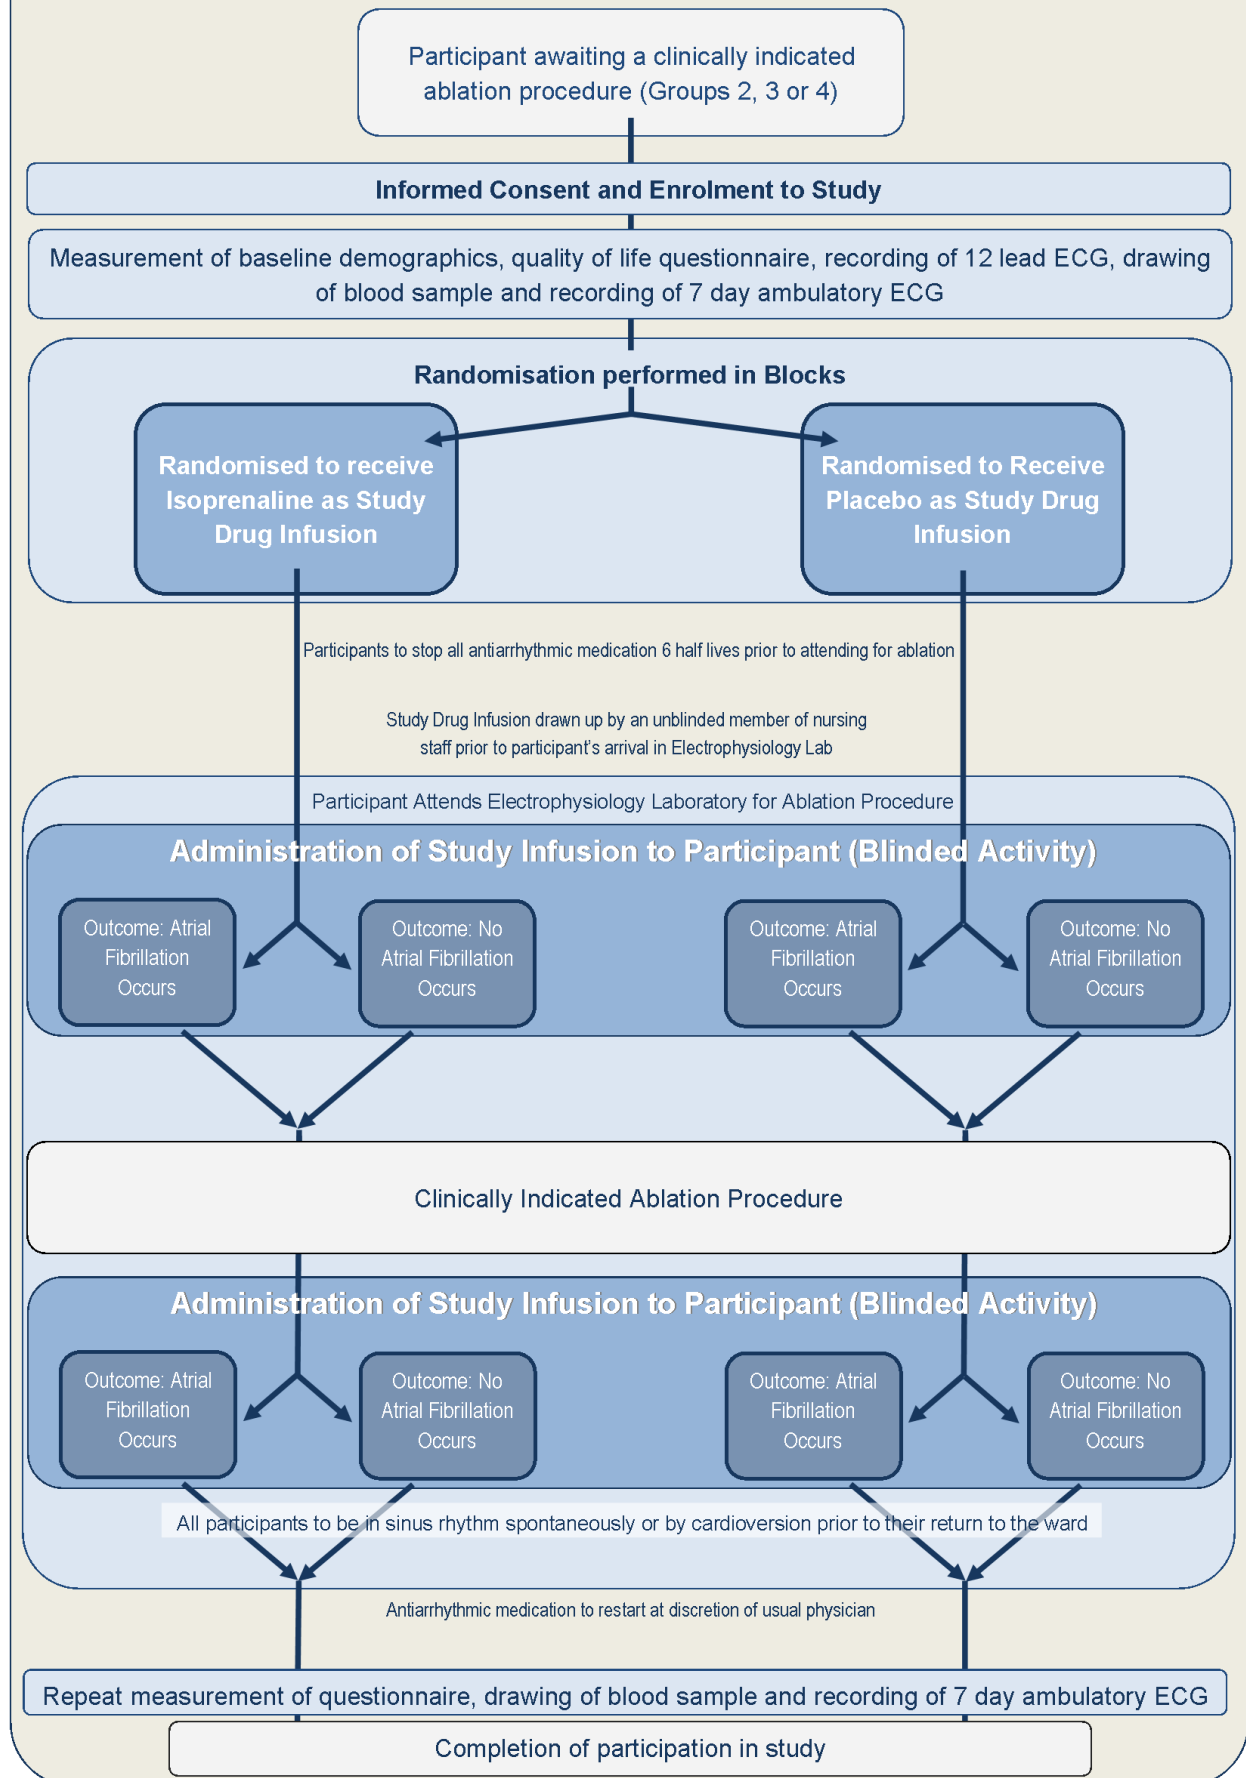 Participant awaiting a clinically indicated
ablation procedure (Groups 2, 3 or 4)
Informed Consent and Enrolment to Study
Measurement of baseline demographics, quality of life questionnaire, recording of 12 lead ECG, drawing
of blood sample and recording of 7 day ambulatory ECG
Randomisation performed in Blocks
Randomised to receive
Isoprenaline as Study
Drug Infusion
Randomised to Receive
Placebo as Study Drug
Infusion
Participants to stop all antiarrhythmic medication 6 half lives prior to attending for ablation
Study Drug Infusion drawn up by an unblinded member of nursing
staff prior to participant's arrival in Electrophysiology Lab
Participant Attends Electrophysiology Laboratory for Ablation Procedure
Administration of Study Infusion to Participant (Blinded Activity)
Outcome: Atrial
Fibrillation
Occurs
Outcome: No
Atrial Fibrillation
Occurs
Outcome: Atrial
Fibrillation
Occurs
Outcome: No
Atrial Fibrillation
Occurs
Clinically Indicated Ablation Procedure
Administration of Study Infusion to Participant (Blinded Activity)
Outcome: Atrial
Fibrillation
Occurs
Outcome: No
Atrial Fibrillation
Occurs
Outcome: Atrial
Fibrillation
Occurs
Outcome: No
Atrial Fibrillation
Occurs
All participants to be in sinus rhythm spontaneously or by cardioversion prior to their return to the ward
Antiarrhythmic medication to restart at discretion of usual physician
Repeat measurement of questionnaire, drawing of blood sample and recording of 7 day ambulatory ECG
Completion of participation in study